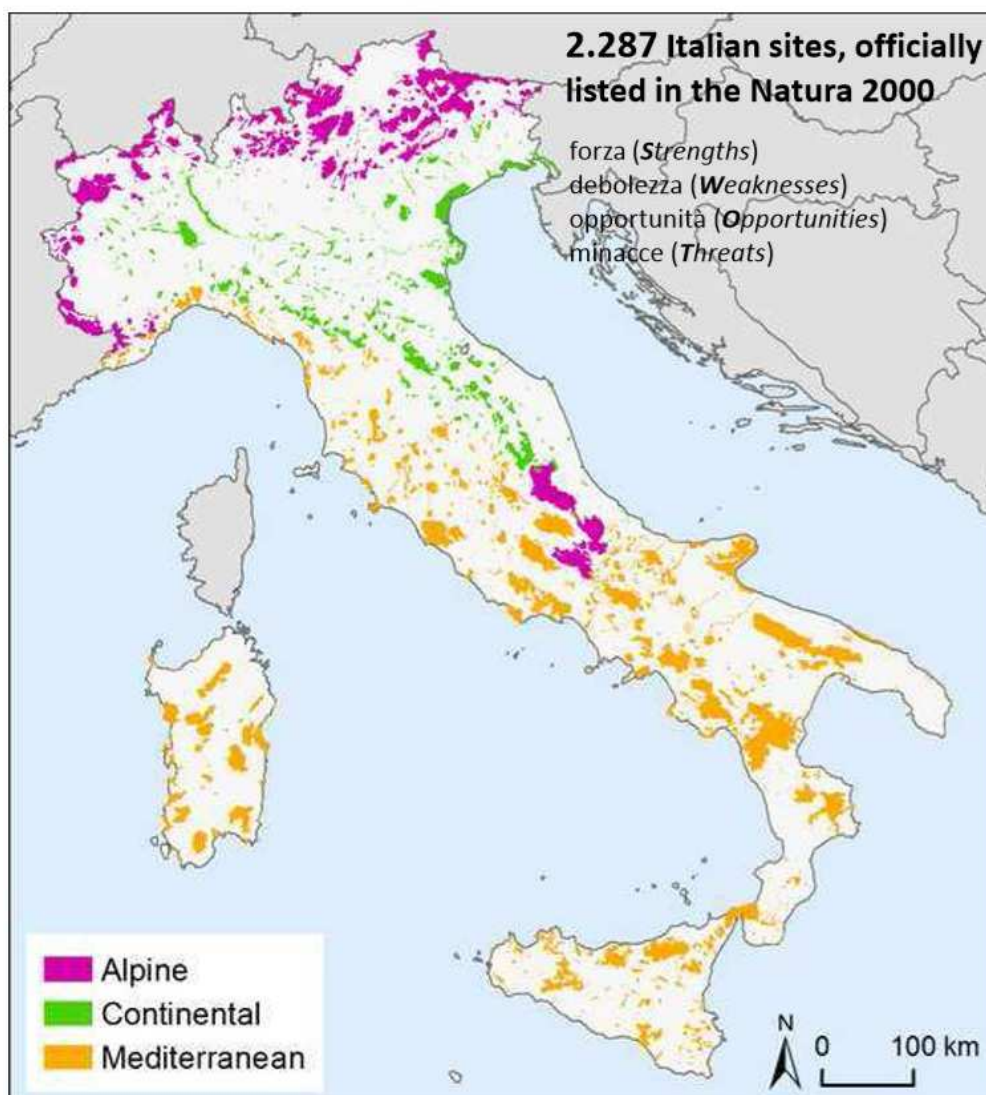 2.287 Italian sites, officially
listed in the Natura 2000
forza (Strengths)
debolezza (Weaknesses)
opportunità (Opportunities)
minacce (Threats)
Alpine
Continental
Mediterranean
N
0 100 km